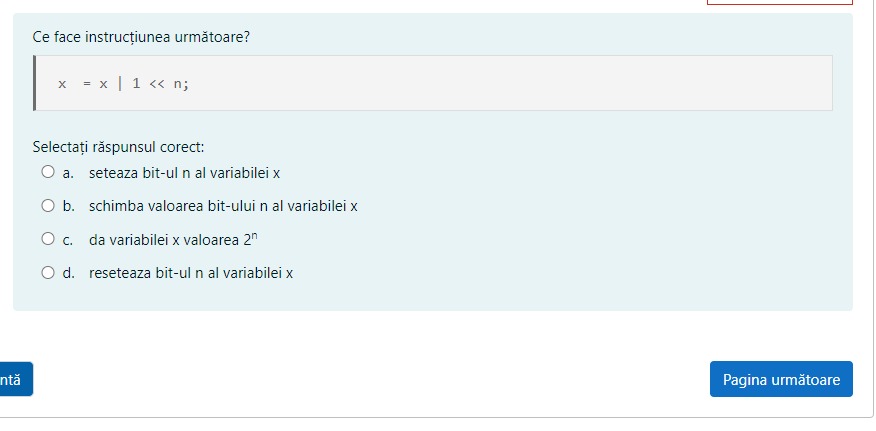 Ce face instrucțiunea următoare?
x = x | 1 << n;
Selectați răspunsul corect:
a. seteaza bit-ul n al variabilei x
b. schimba valoarea bit-ului n al variabilei x
c. da variabilei x valoarea 2ⁿ
d. reseteaza bit-ul n al variabilei x
ntă
Pagina următoare